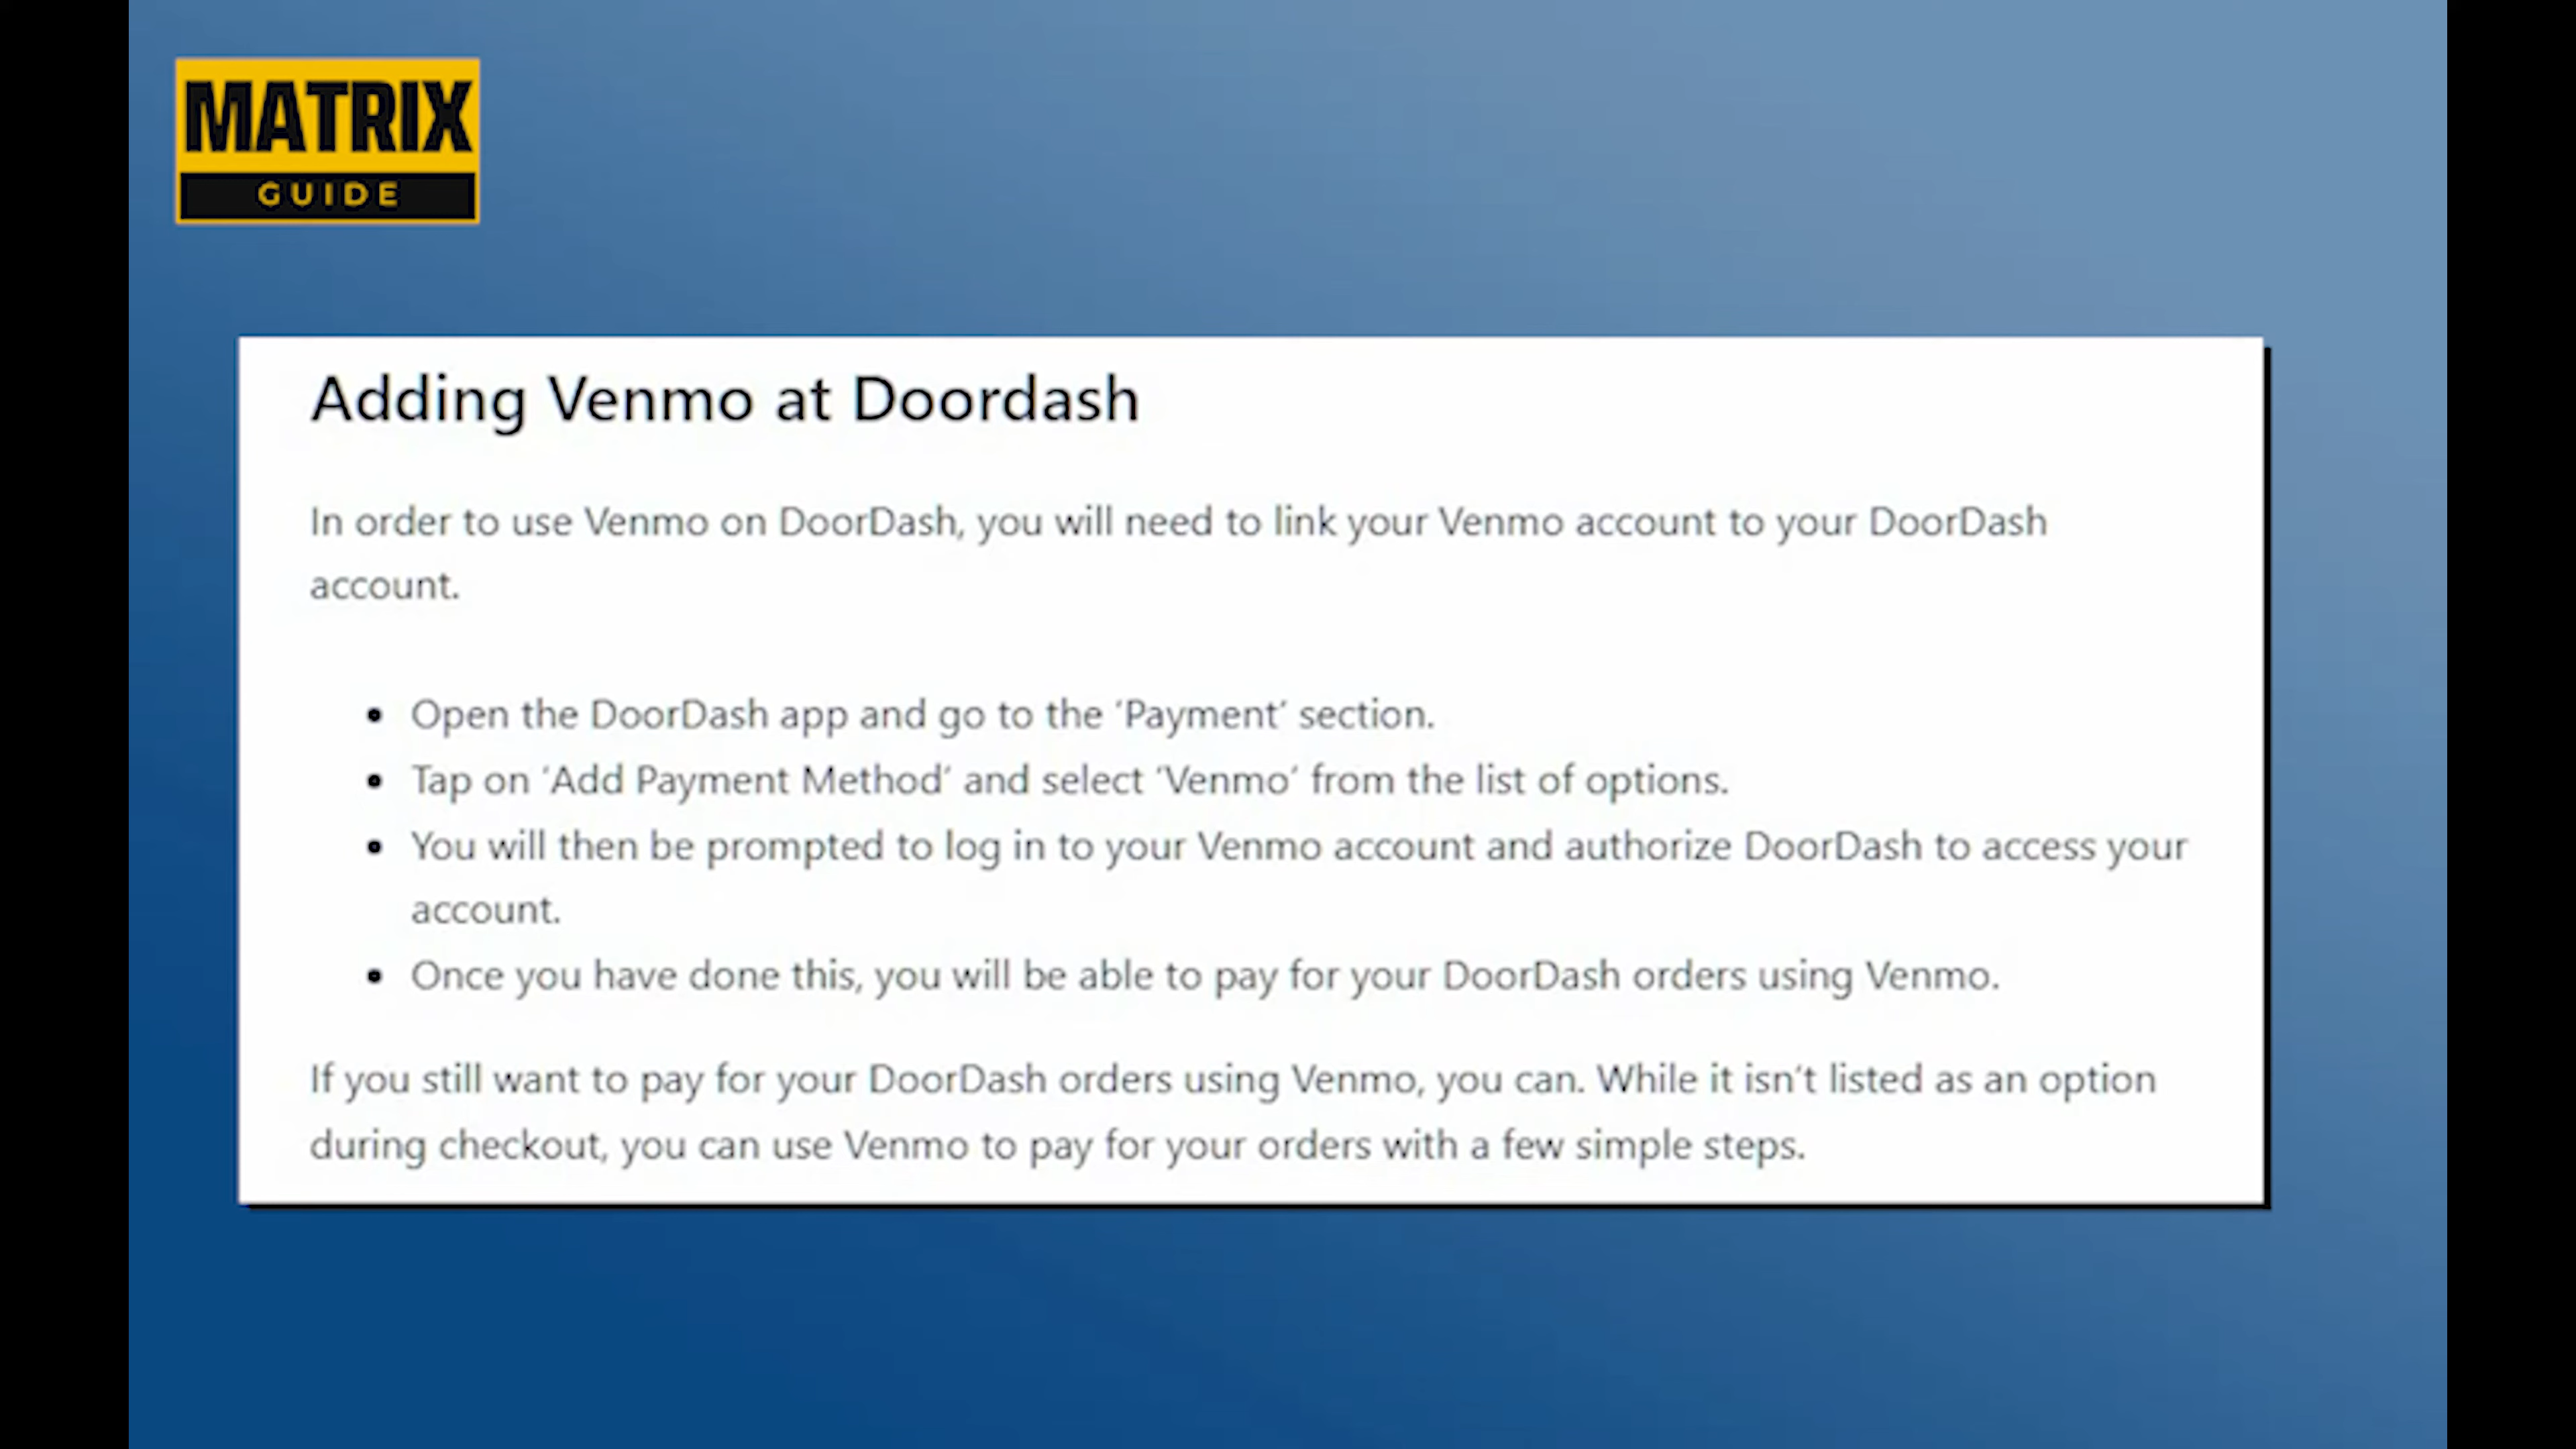 MATRIX
GUIDE
Adding Venmo at Doordash
In order to use Venmo on DoorDash, you will need to link your Venmo account to your DoorDash
account.
• Open the DoorDash app and go to the ‘Payment’ section.
• Tap on ‘Add Payment Method’ and select ‘Venmo’ from the list of options.
• You will then be prompted to log in to your Venmo account and authorize DoorDash to access your
account.
• Once you have done this, you will be able to pay for your DoorDash orders using Venmo.
If you still want to pay for your DoorDash orders using Venmo, you can. While it isn’t listed as an option
during checkout, you can use Venmo to pay for your orders with a few simple steps.